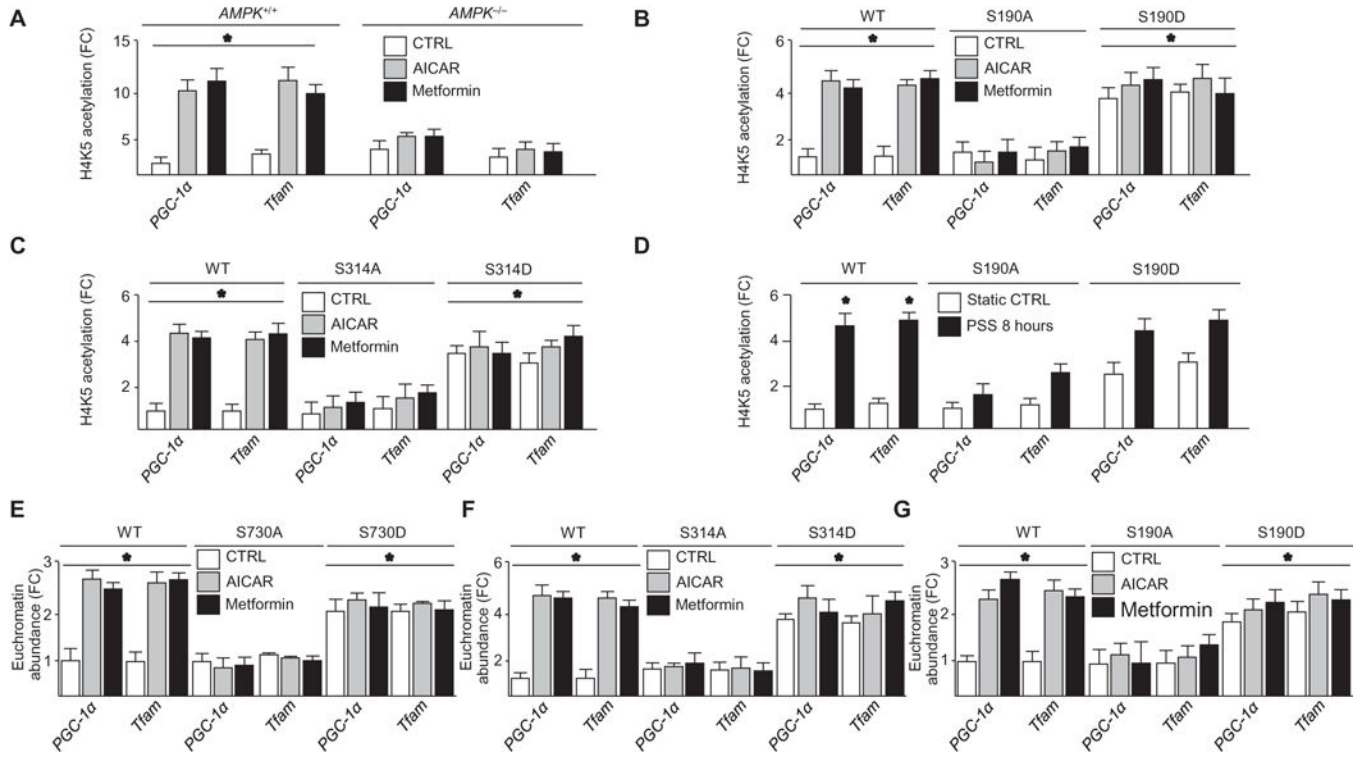 A
AMPK+/+
AMPK–/–
H4K5 acetylation (FC)
15
10
5
*
CTRL
AICAR
Metformin
PGC-1α
Tfam
PGC-1α
Tfam
B
WT
S190A
S190D
H4K5 acetylation (FC)
6
4
2
*
*
CTRL
AICAR
Metformin
PGC-1α
Tfam
PGC-1α
Tfam
PGC-1α
Tfam
C
WT
S314A
S314D
H4K5 acetylation (FC)
6
4
2
*
*
CTRL
AICAR
Metformin
PGC-1α
Tfam
PGC-1α
Tfam
PGC-1α
Tfam
D
WT
S190A
S190D
H4K5 acetylation (FC)
6
4
2
*
*
Static CTRL
PSS 8 hours
PGC-1α
Tfam
PGC-1α
Tfam
PGC-1α
Tfam
E
WT
S730A
S730D
Euchromatin
abundance (FC)
3
2
1
*
*
CTRL
AICAR
Metformin
PGC-1α
Tfam
PGC-1α
Tfam
PGC-1α
Tfam
F
WT
S314A
S314D
Euchromatin
abundance (FC)
6
4
2
*
*
CTRL
AICAR
Metformin
PGC-1α
Tfam
PGC-1α
Tfam
PGC-1α
Tfam
G
WT
S190A
S190D
Euchromatin
abundance (FC)
3
2
1
*
*
CTRL
AICAR
Metformin
PGC-1α
Tfam
PGC-1α
Tfam
PGC-1α
Tfam